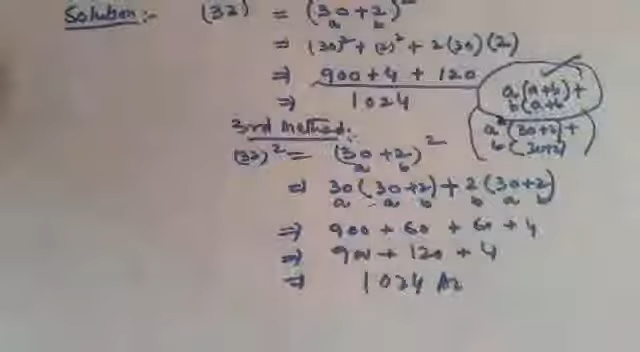 Solution :- (32) = (30+2)²
a b
= (30)² + (2)² + 2(30)(2)
⇒ 900+4 + 120
⇒ 1024
a(a+b) +
b(a+b)
a(30+2) +
b(30+2)
3rd method:-
(32)² = (30+2)²
a b
⇒ 30(30+2) + 2(30+2)
a a b b a b
⇒ 900 + 60 + 60 + 4
⇒ 900 + 120 + 4
⇒ 1024 As